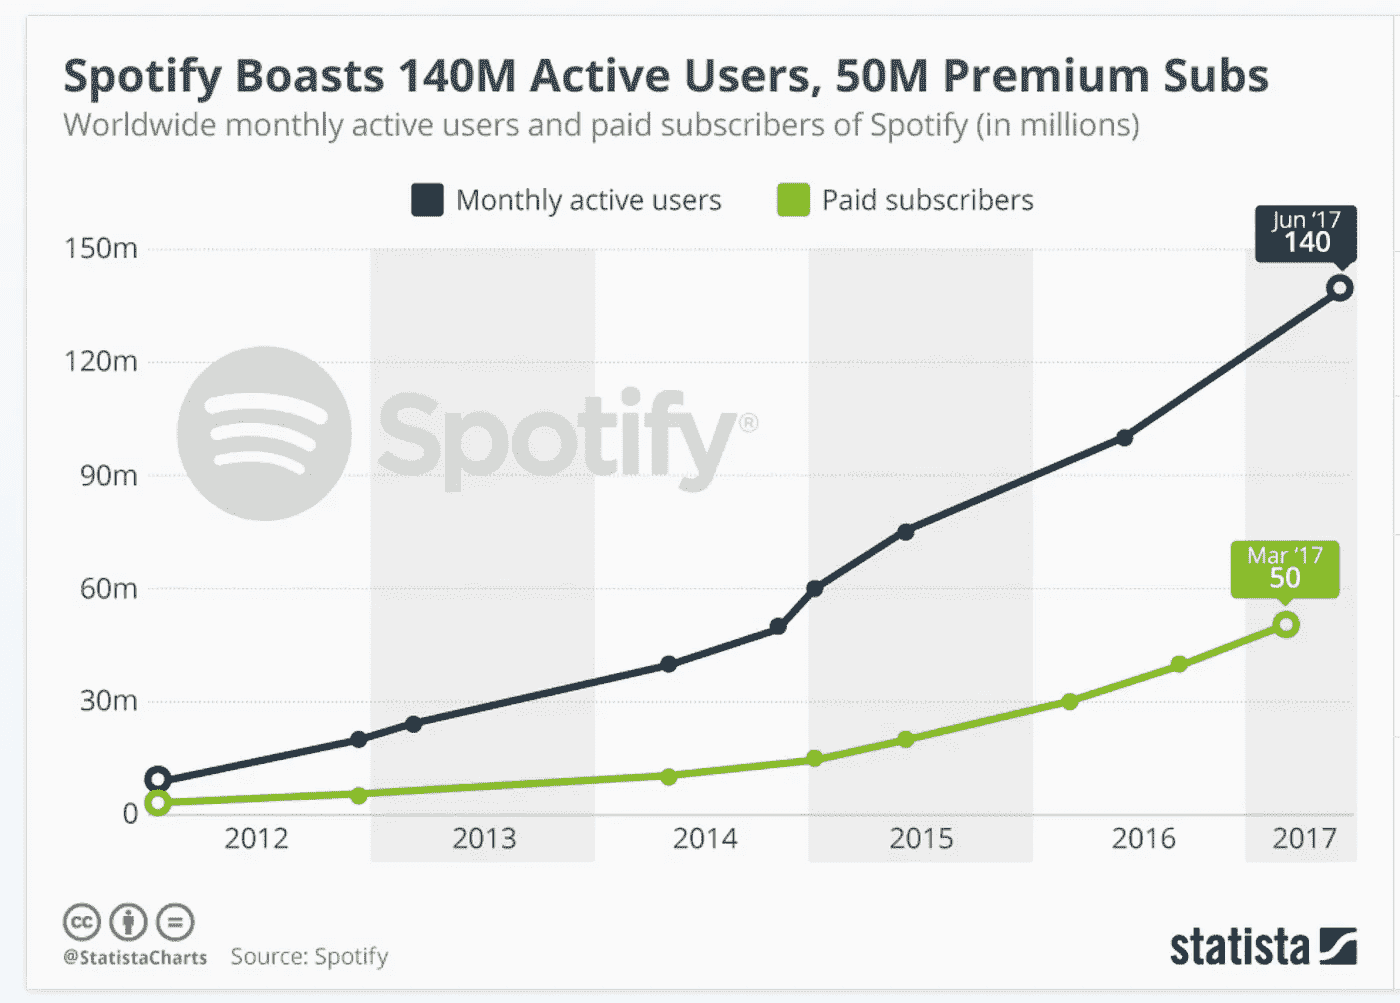 Spotify Boasts 140M Active Users, 50M Premium Subs
Worldwide monthly active users and paid subscribers of Spotify (in millions)
Monthly active users
Paid subscribers
Jun ‘17
140
150m
120m
Spotify®
90m
Mar ‘17
50
60m
30m
0
2012 2013 2014 2015 2016 2017
cc
@StatistaCharts Source: Spotify
statista